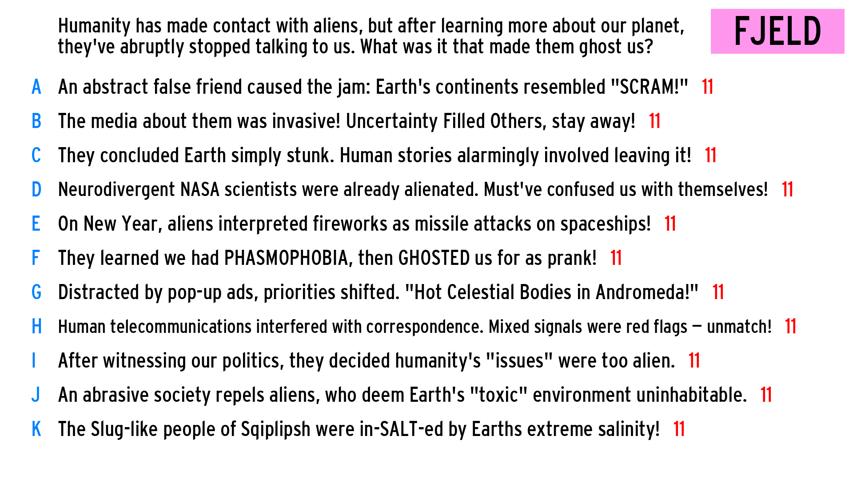 Humanity has made contact with aliens, but after learning more about our planet,
they've abruptly stopped talking to us. What was it that made them ghost us?
FJELD
A An abstract false friend caused the jam: Earth's continents resembled "SCRAM!" 11
B The media about them was invasive! Uncertainty Filled Others, stay away! 11
C They concluded Earth simply stunk. Human stories alarmingly involved leaving it! 11
D Neurodivergent NASA scientists were already alienated. Must've confused us with themselves! 11
E On New Year, aliens interpreted fireworks as missile attacks on spaceships! 11
F They learned we had PHASMOPHOBIA, then GHOSTED us for as prank! 11
G Distracted by pop-up ads, priorities shifted. "Hot Celestial Bodies in Andromeda!" 11
H Human telecommunications interfered with correspondence. Mixed signals were red flags – unmatch! 11
I After witnessing our politics, they decided humanity's "issues" were too alien. 11
J An abrasive society repels aliens, who deem Earth's "toxic" environment uninhabitable. 11
K The Slug-like people of Sqiplipsh were in-SALT-ed by Earths extreme salinity! 11